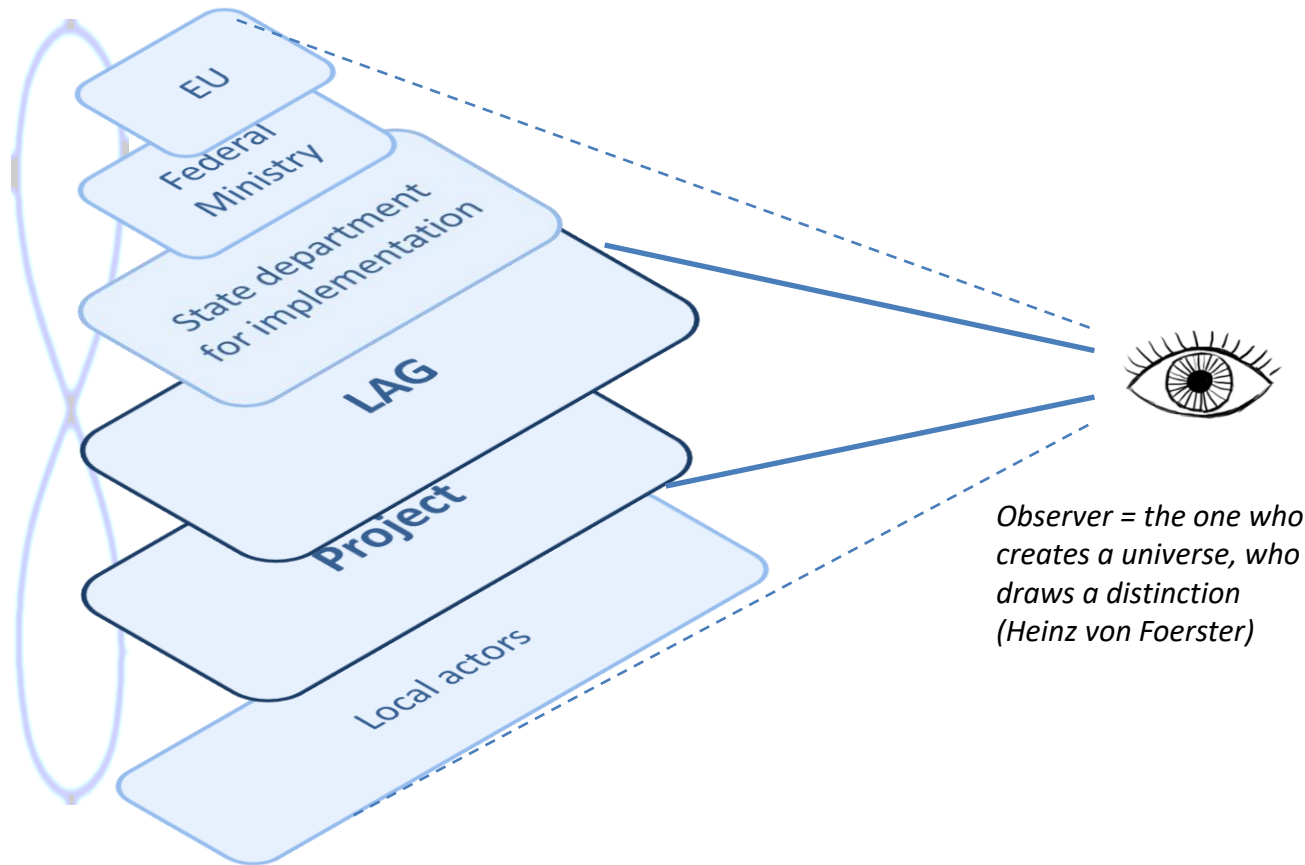 EU
Federal
Ministry
State department
for implementation
LAG
Project
Local actors
Observer = the one who
creates a universe, who
draws a distinction
(Heinz von Foerster)